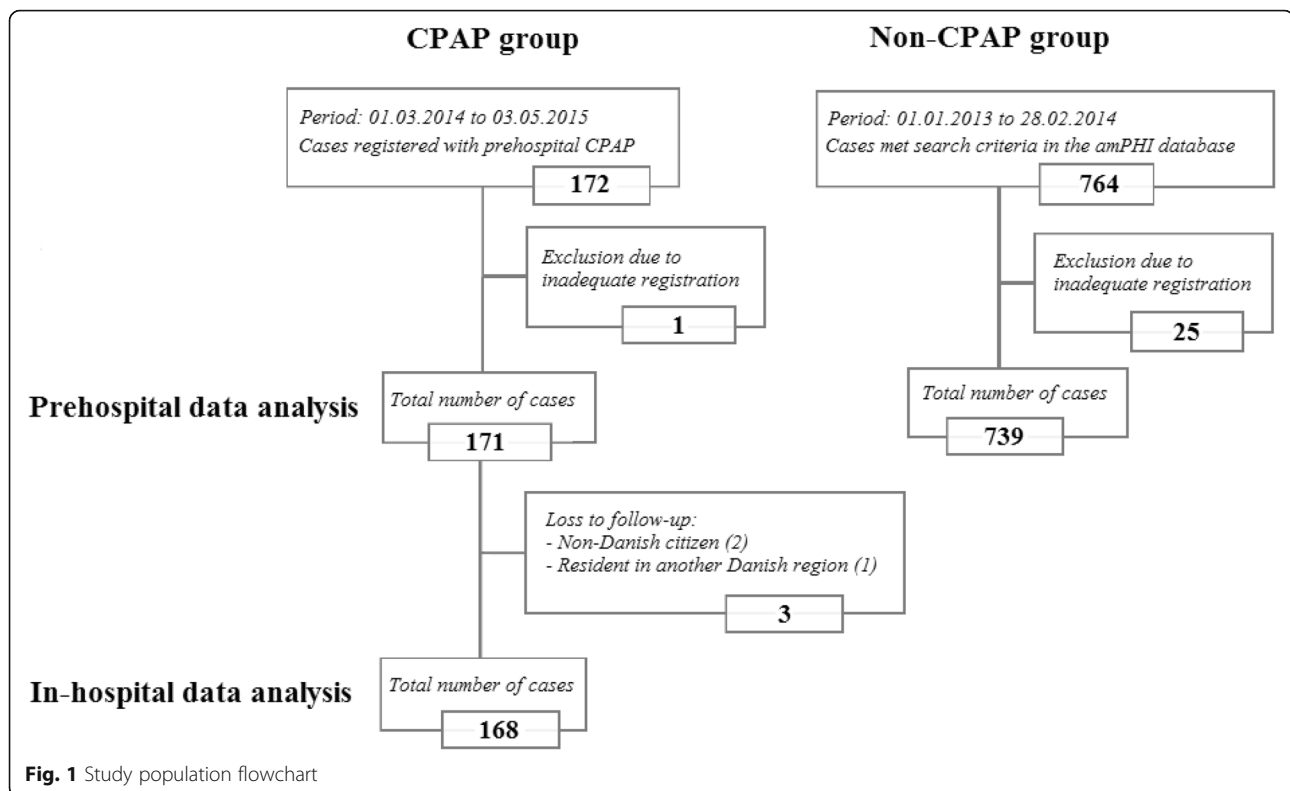 CPAP group
Non-CPAP group
Period: 01.03.2014 to 03.05.2015
Cases registered with prehospital CPAP
172
Period: 01.01.2013 to 28.02.2014
Cases met search criteria in the amPHI database
764
Exclusion due to
inadequate registration
1
Exclusion due to
inadequate registration
25
Prehospital data analysis
Total number of cases
171
Total number of cases
739
Loss to follow-up:
- Non-Danish citizen (2)
- Resident in another Danish region (1)
3
In-hospital data analysis
Total number of cases
168
Fig. 1 Study population flowchart